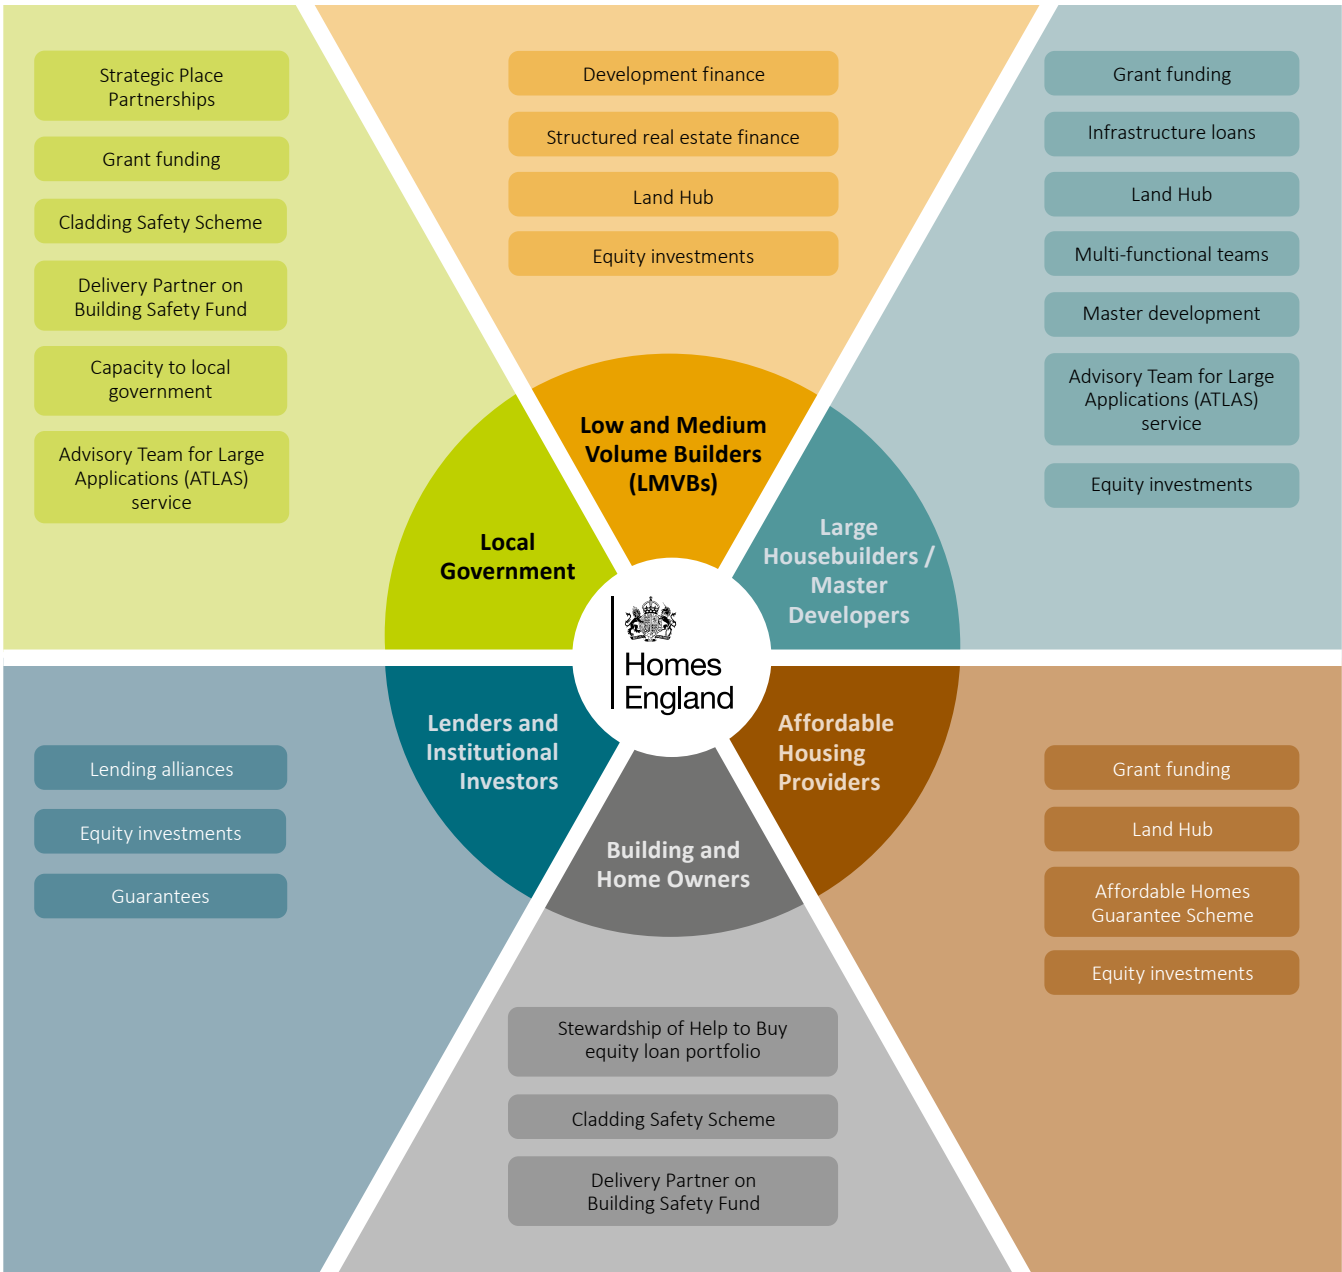 Strategic Place
Partnerships
Grant funding
Cladding Safety Scheme
Delivery Partner on
Building Safety Fund
Capacity to local
government
Advisory Team for Large
Applications (ATLAS)
service
Local
Government
Development finance
Structured real estate finance
Land Hub
Equity investments
Low and Medium
Volume Builders
(LMVBs)
Grant funding
Infrastructure loans
Land Hub
Multi-functional teams
Master development
Advisory Team for Large
Applications (ATLAS)
service
Equity investments
Large
Housebuilders /
Master
Developers
Homes
England
Lenders and
Institutional
Investors
Lending alliances
Equity investments
Guarantees
Building and
Home Owners
Stewardship of Help to Buy
equity loan portfolio
Cladding Safety Scheme
Delivery Partner on
Building Safety Fund
Affordable
Housing
Providers
Grant funding
Land Hub
Affordable Homes
Guarantee Scheme
Equity investments